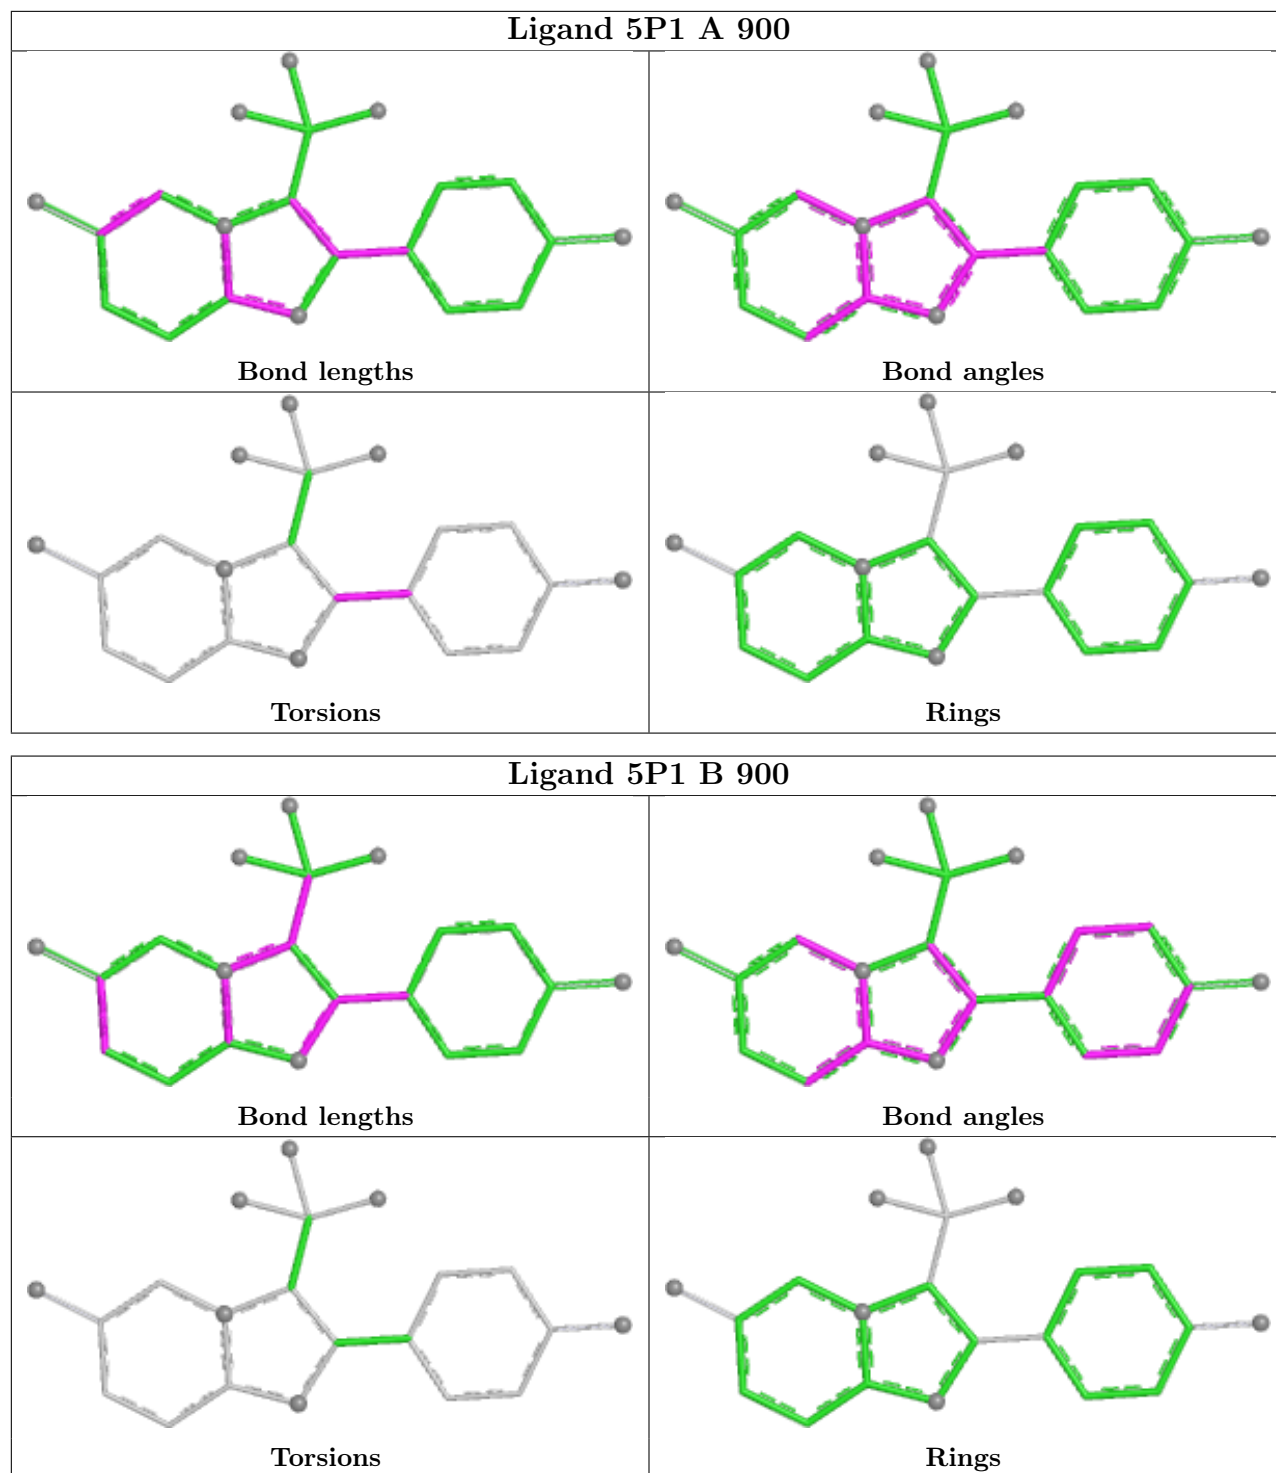 Ligand 5P1 A 900
Bond lengths
Bond angles
Torsions
Rings
Ligand 5P1 B 900
Bond lengths
Bond angles
Torsions
Rings